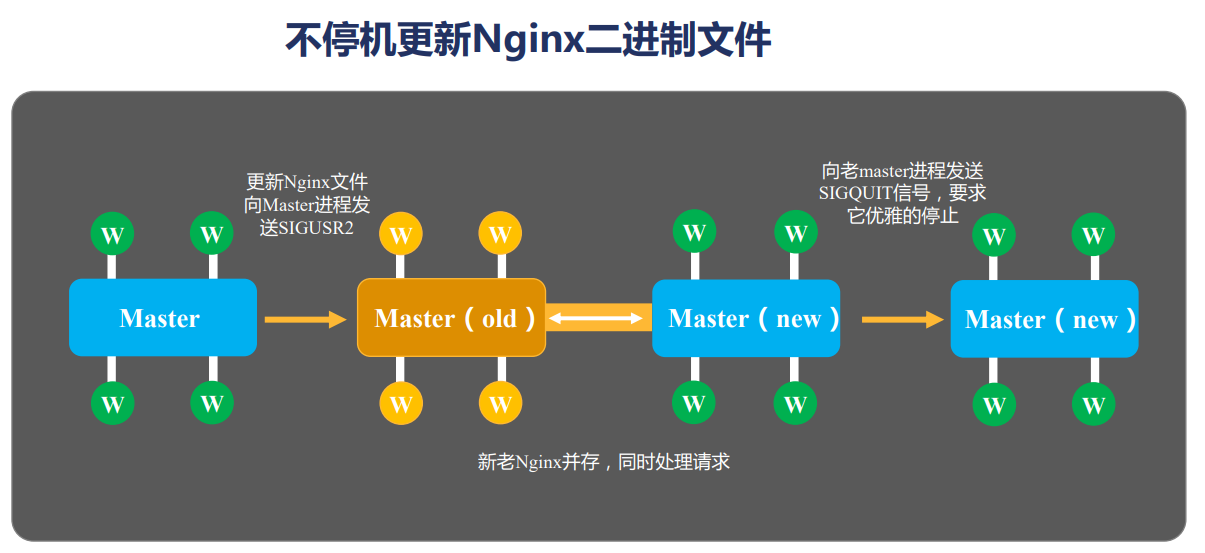 不停机更新Nginx二进制文件
更新Nginx文件
向Master进程发
送SIGUSR2
向老master进程发送
SIGQUIT信号，要求
它优雅的停止
W W W W W W W W
Master Master（old） Master（new） Master（new）
W W W W W W W W
新老Nginx并存，同时处理请求